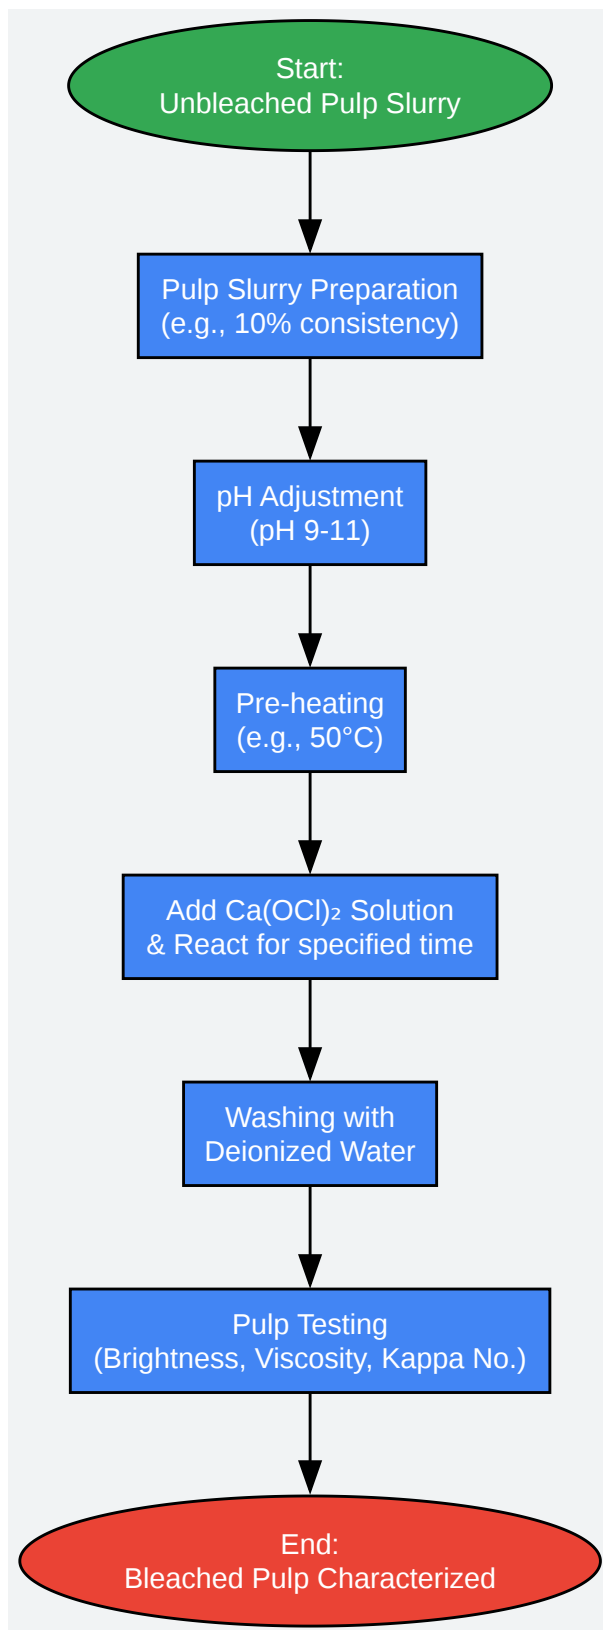 Start:
Unbleached Pulp Slurry
Pulp Slurry Preparation
(e.g., 10% consistency)
pH Adjustment
(pH 9-11)
Pre-heating
(e.g., 50°C)
Add Ca(OCl)₂ Solution
& React for specified time
Washing with
Deionized Water
Pulp Testing
(Brightness, Viscosity, Kappa No.)
End:
Bleached Pulp Characterized